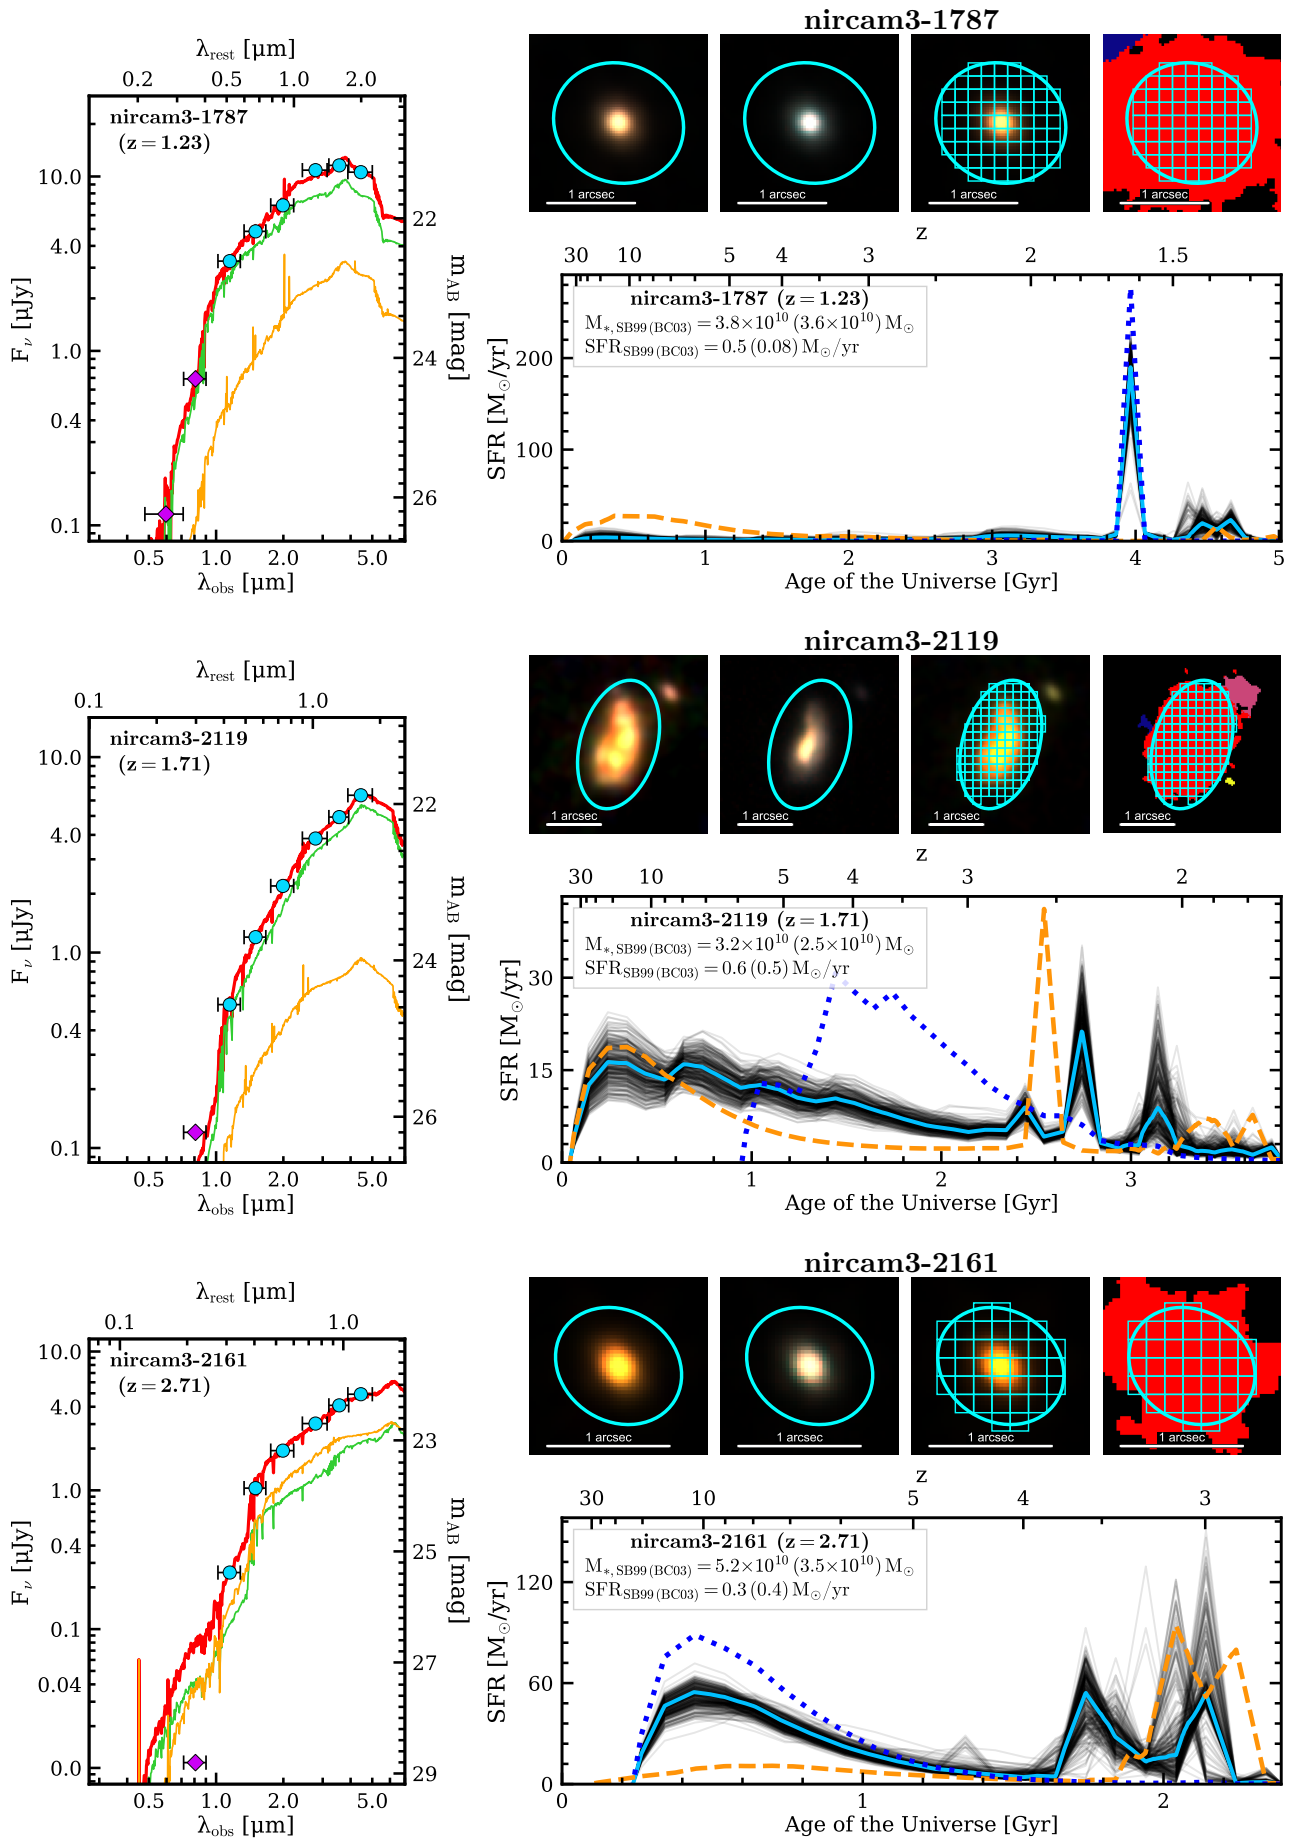 nircam3-1787
λrest [µm]
0.2 0.5 1.0 2.0
nircam3-1787
(z = 1.23)
10.0
4.0
1.0
0.4
0.1
Fν [µJy]
22
24
26
mAB [mag]
0.5 1.0 2.0 5.0
λobs [µm]
1 arcsec 1 arcsec 1 arcsec 1 arcsec
z
30 10 5 4 3 2 1.5
nircam3-1787 (z = 1.23)
M*, SB99 (BC03) = 3.8×10¹⁰ (3.6×10¹⁰) M⊙
SFRSB99 (BC03) = 0.5 (0.08) M⊙/yr
200
100
0
SFR [M⊙/yr]
0 1 2 3 4 5
Age of the Universe [Gyr]
nircam3-2119
λrest [µm]
0.1 1.0
nircam3-2119
(z = 1.71)
10.0
4.0
1.0
0.4
0.1
Fν [µJy]
22
24
26
mAB [mag]
0.5 1.0 2.0 5.0
λobs [µm]
1 arcsec 1 arcsec 1 arcsec 1 arcsec
z
30 10 5 4 3 2
nircam3-2119 (z = 1.71)
M*, SB99 (BC03) = 3.2×10¹⁰ (2.5×10¹⁰) M⊙
SFRSB99 (BC03) = 0.6 (0.5) M⊙/yr
30
15
0
SFR [M⊙/yr]
0 1 2 3
Age of the Universe [Gyr]
nircam3-2161
λrest [µm]
0.1 1.0
nircam3-2161
(z = 2.71)
10.0
4.0
1.0
0.4
0.1
0.04
0.0
Fν [µJy]
23
25
27
29
mAB [mag]
0.5 1.0 2.0 5.0
λobs [µm]
1 arcsec 1 arcsec 1 arcsec 1 arcsec
z
30 10 5 4 3
nircam3-2161 (z = 2.71)
M*, SB99 (BC03) = 5.2×10¹⁰ (3.5×10¹⁰) M⊙
SFRSB99 (BC03) = 0.3 (0.4) M⊙/yr
120
60
0
SFR [M⊙/yr]
0 1 2
Age of the Universe [Gyr]